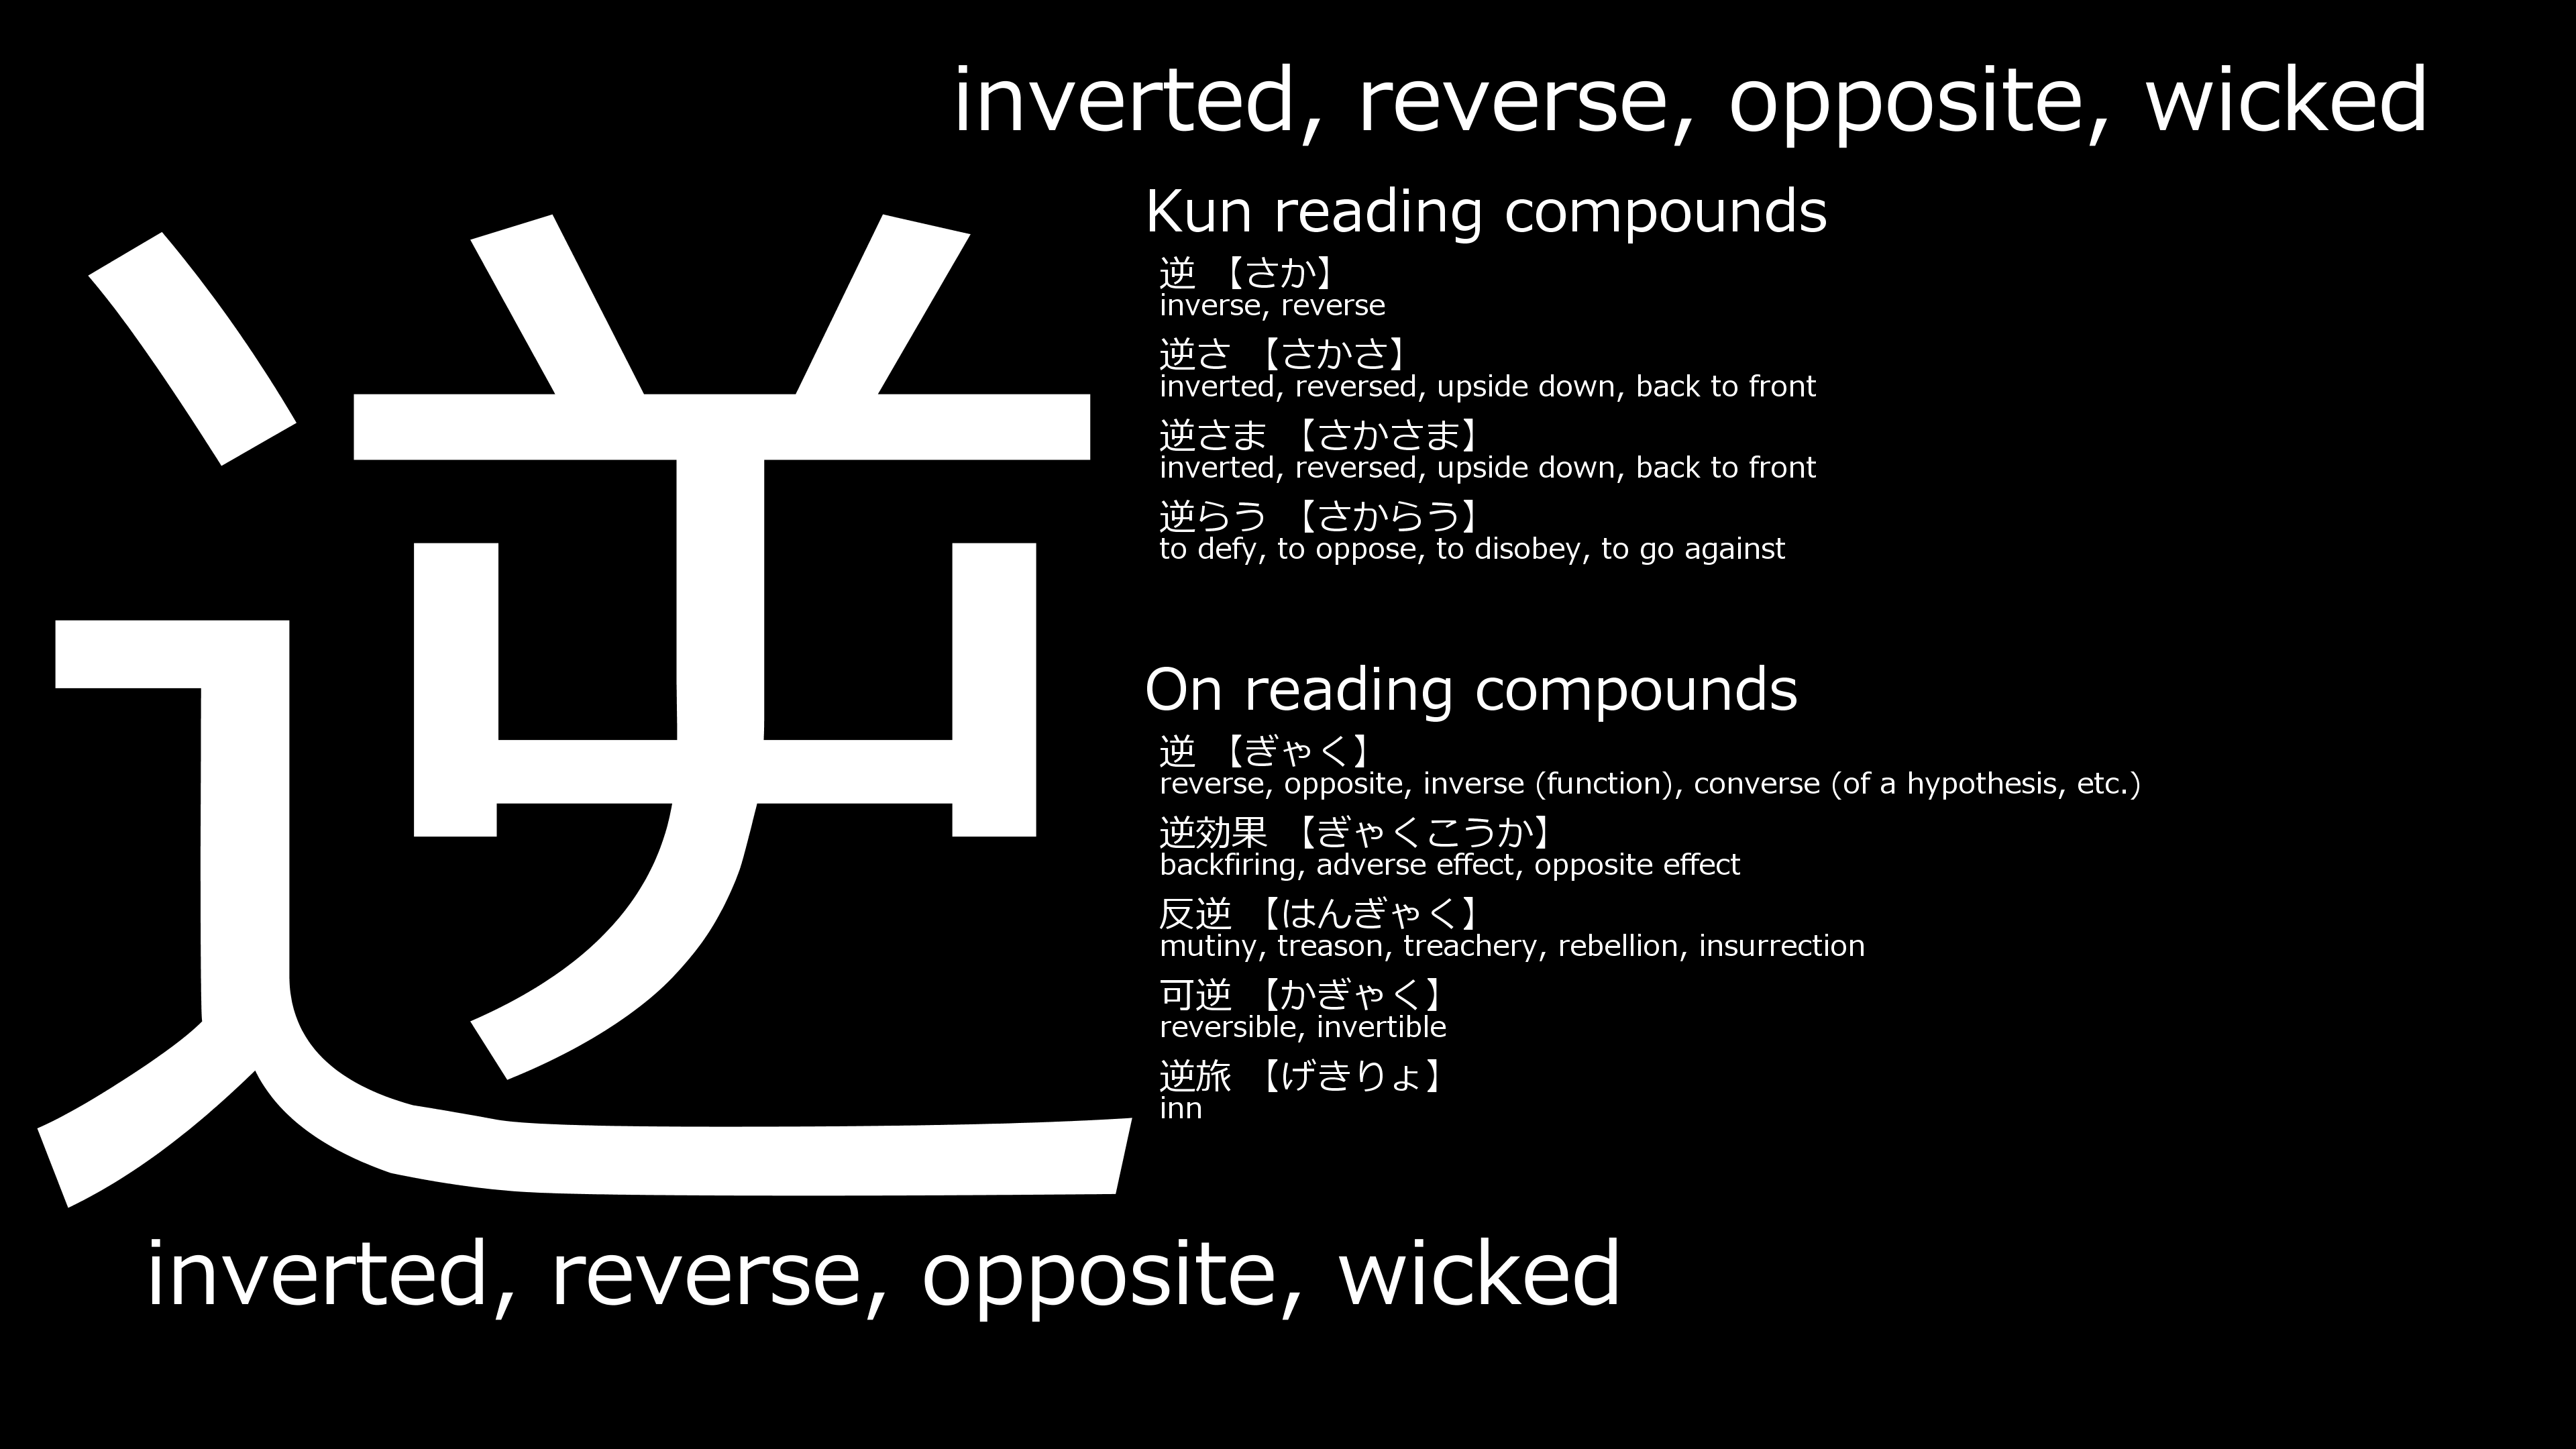 inverted, reverse, opposite, wicked
逆
Kun reading compounds
逆 【さか】
inverse, reverse
逆さ 【さかさ】
inverted, reversed, upside down, back to front
逆さま 【さかさま】
inverted, reversed, upside down, back to front
逆らう 【さからう】
to defy, to oppose, to disobey, to go against
On reading compounds
逆 【ぎゃく】
reverse, opposite, inverse (function), converse (of a hypothesis, etc.)
逆効果 【ぎゃくこうか】
backfiring, adverse effect, opposite effect
反逆 【はんぎゃく】
mutiny, treason, treachery, rebellion, insurrection
可逆 【かぎゃく】
reversible, invertible
逆旅 【げきりょ】
inn
inverted, reverse, opposite, wicked